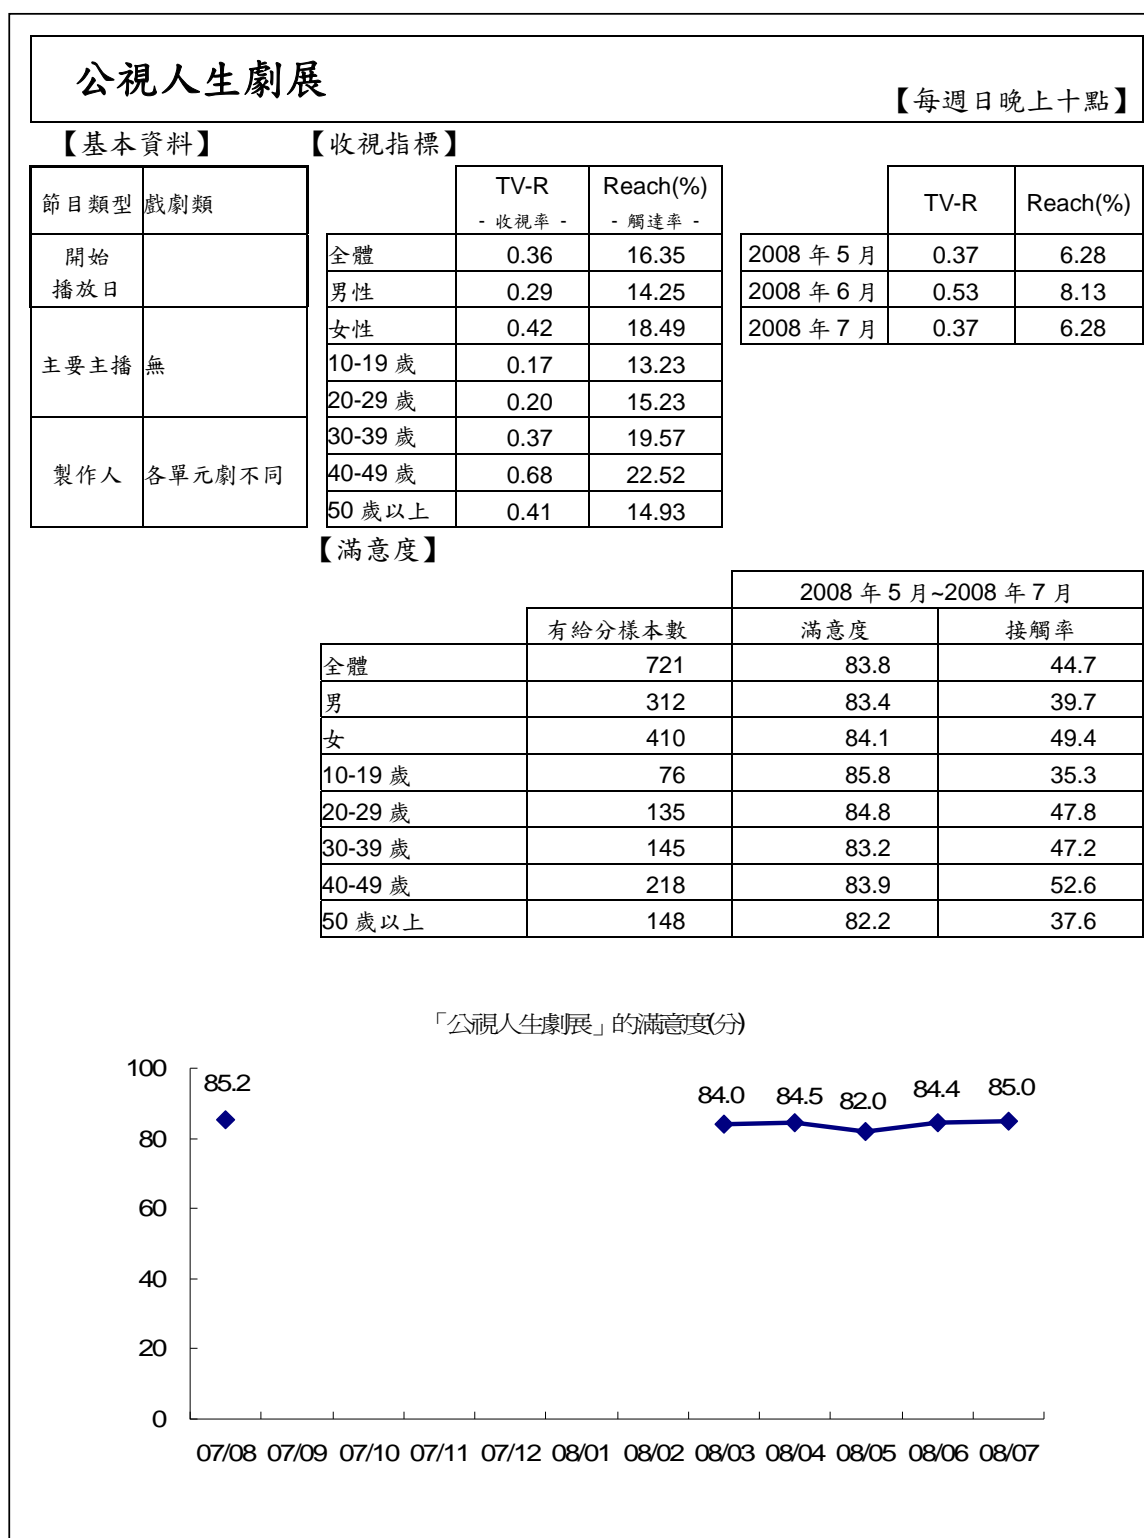 公視人生劇展
【每週日晚上十點】
【基本資料】 【收視指標】
節目類型 戲劇類
開始
播放日
主要主播 無
製作人 各單元劇不同
TV-R Reach(%)
- 收視率 - - 觸達率 -
全體 0.36 16.35
男性 0.29 14.25
女性 0.42 18.49
10-19 歲 0.17 13.23
20-29 歲 0.20 15.23
30-39 歲 0.37 19.57
40-49 歲 0.68 22.52
50 歲以上 0.41 14.93
TV-R Reach(%)
2008 年 5 月 0.37 6.28
2008 年 6 月 0.53 8.13
2008 年 7 月 0.37 6.28
【滿意度】
2008 年 5 月~2008 年 7 月
有給分樣本數 滿意度 接觸率
全體 721 83.8 44.7
男 312 83.4 39.7
女 410 84.1 49.4
10-19 歲 76 85.8 35.3
20-29 歲 135 84.8 47.8
30-39 歲 145 83.2 47.2
40-49 歲 218 83.9 52.6
50 歲以上 148 82.2 37.6
「公視人生劇展」的滿意度(分)
100
80
60
40
20
0
85.2 84.0 84.5 82.0 84.4 85.0
07/08 07/09 07/10 07/11 07/12 08/01 08/02 08/03 08/04 08/05 08/06 08/07